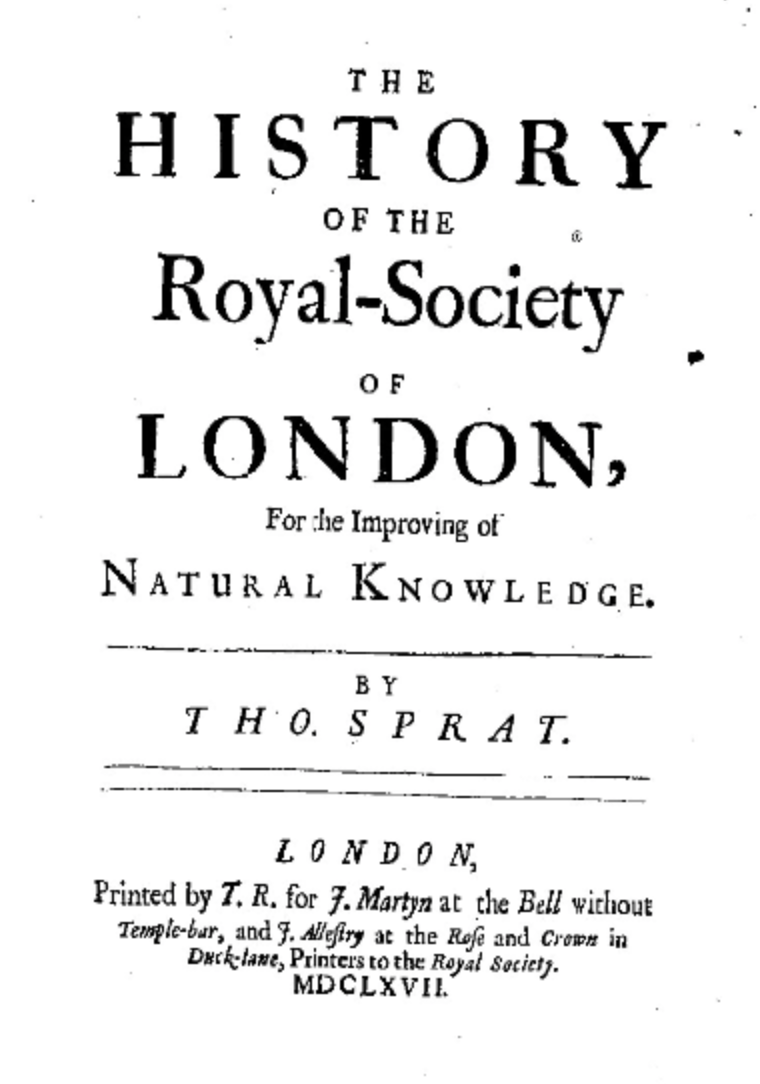 THE
HISTORY
OF THE
Royal-Society
OF
LONDON,
For the Improving of
NATURAL KNOWLEDGE.
BY
THO. SPRAT.
LONDON,
Printed by T. R. for J. Martyn at the Bell without
Temple-bar, and J. Alleſtry at the Roſe and Crown in
Duck-lane, Printers to the Royal Society.
MDCLXVII.